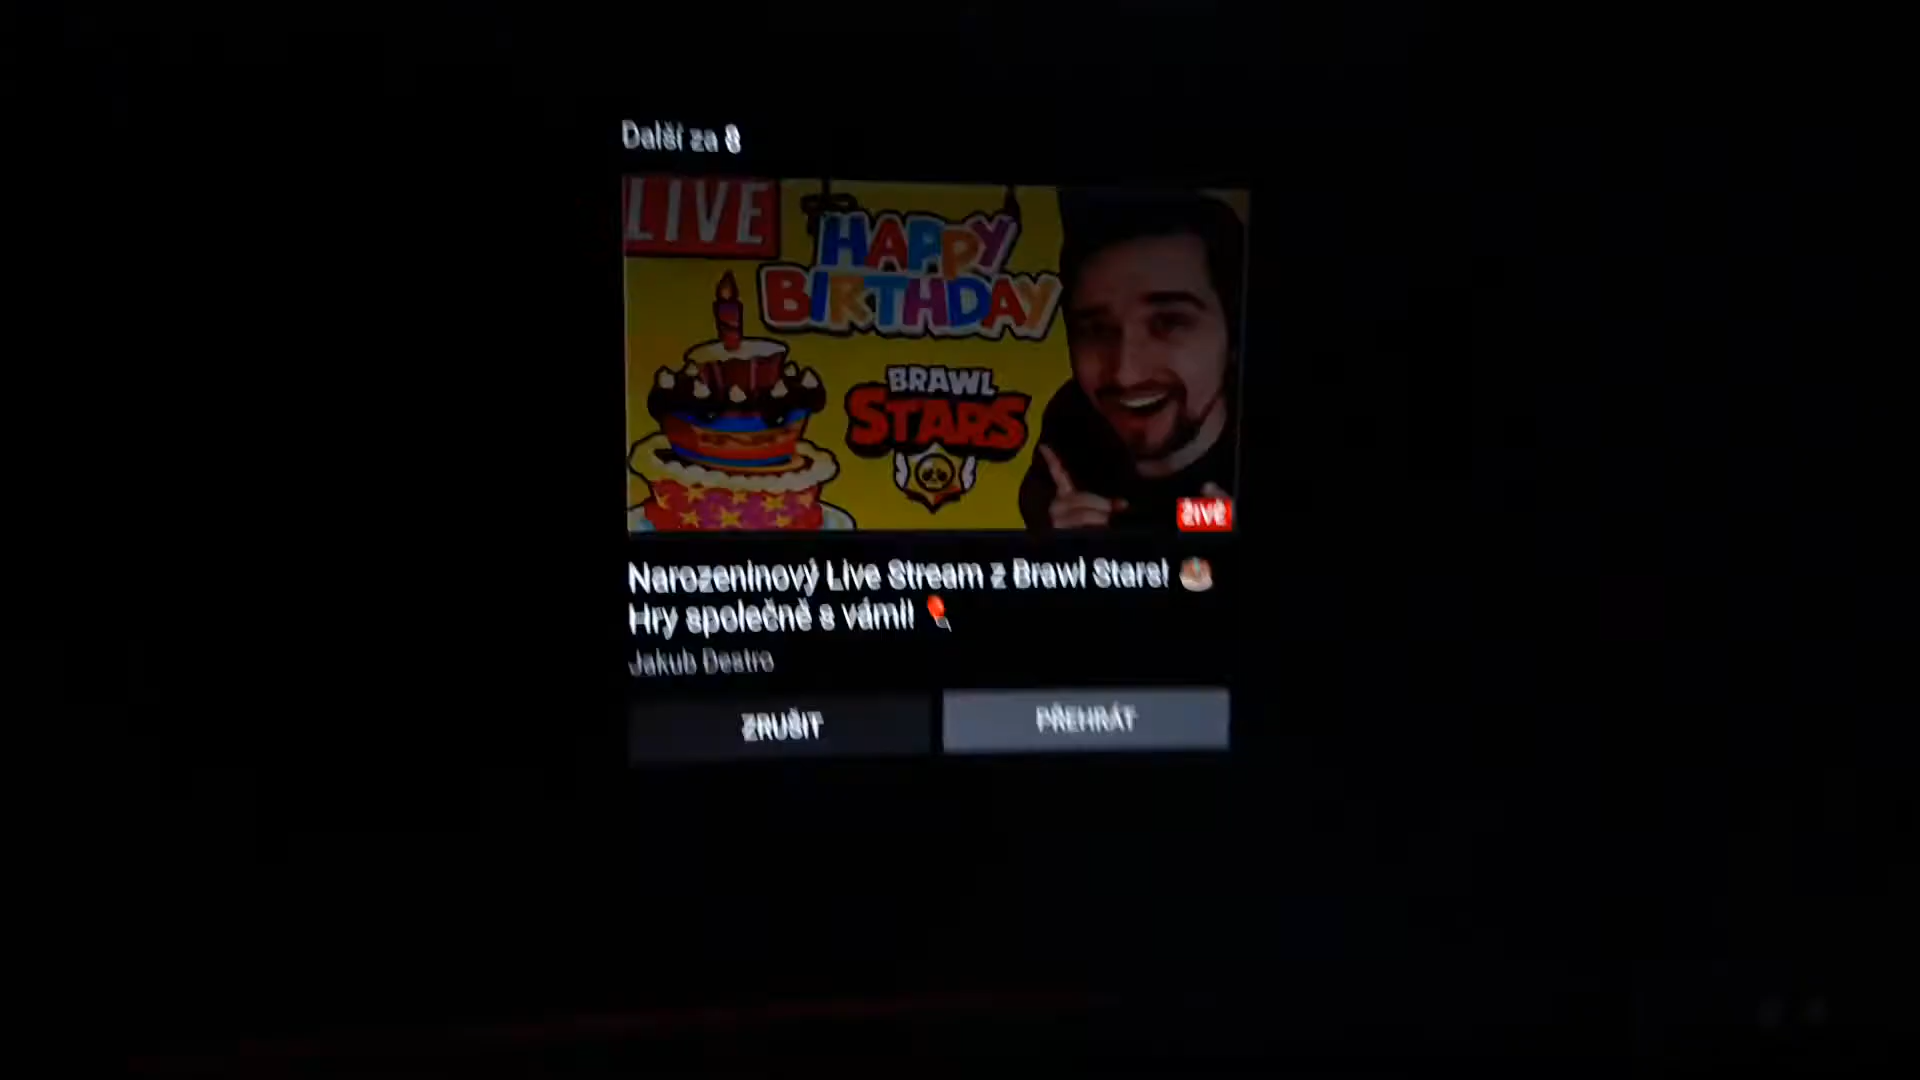 Další za 8
LIVE
HAPPY
BIRTHDAY
BRAWL
STARS
ŽIVĚ
Narozeninový Live Stream z Brawl Stars! 🎂
Hry společně s vámi! 🎈
Jakub Destro
ZRUŠIT
PŘEHRÁT